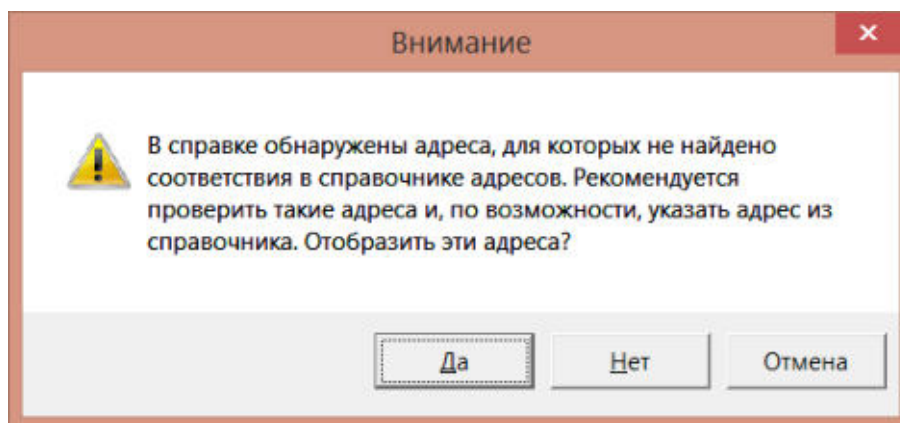 Внимание
В справке обнаружены адреса, для которых не найдено
соответствия в справочнике адресов. Рекомендуется
проверить такие адреса и, по возможности, указать адрес из
справочника. Отобразить эти адреса?
Да Нет Отмена